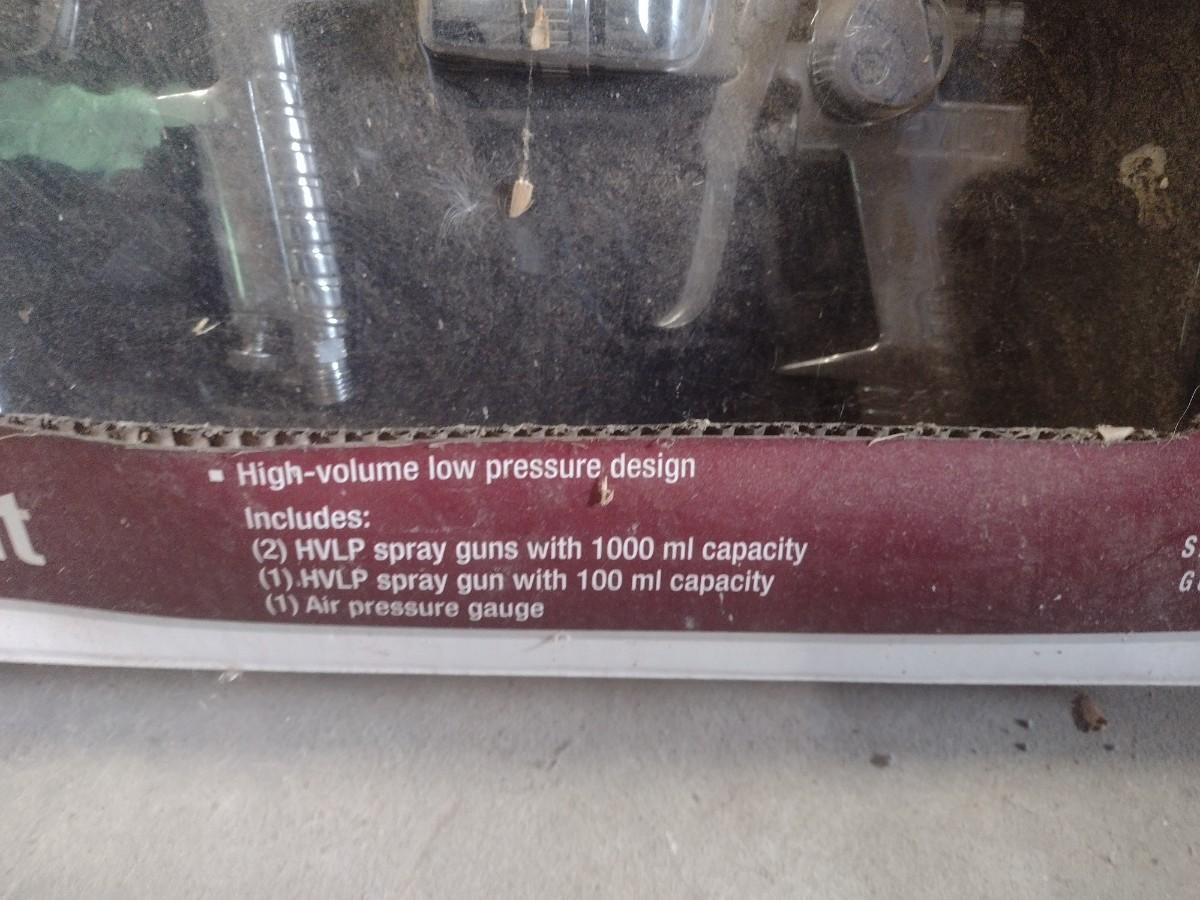 ▪ High-volume low pressure design
Includes:
(2) HVLP spray guns with 1000 ml capacity
(1) HVLP spray gun with 100 ml capacity
(1) Air pressure gauge